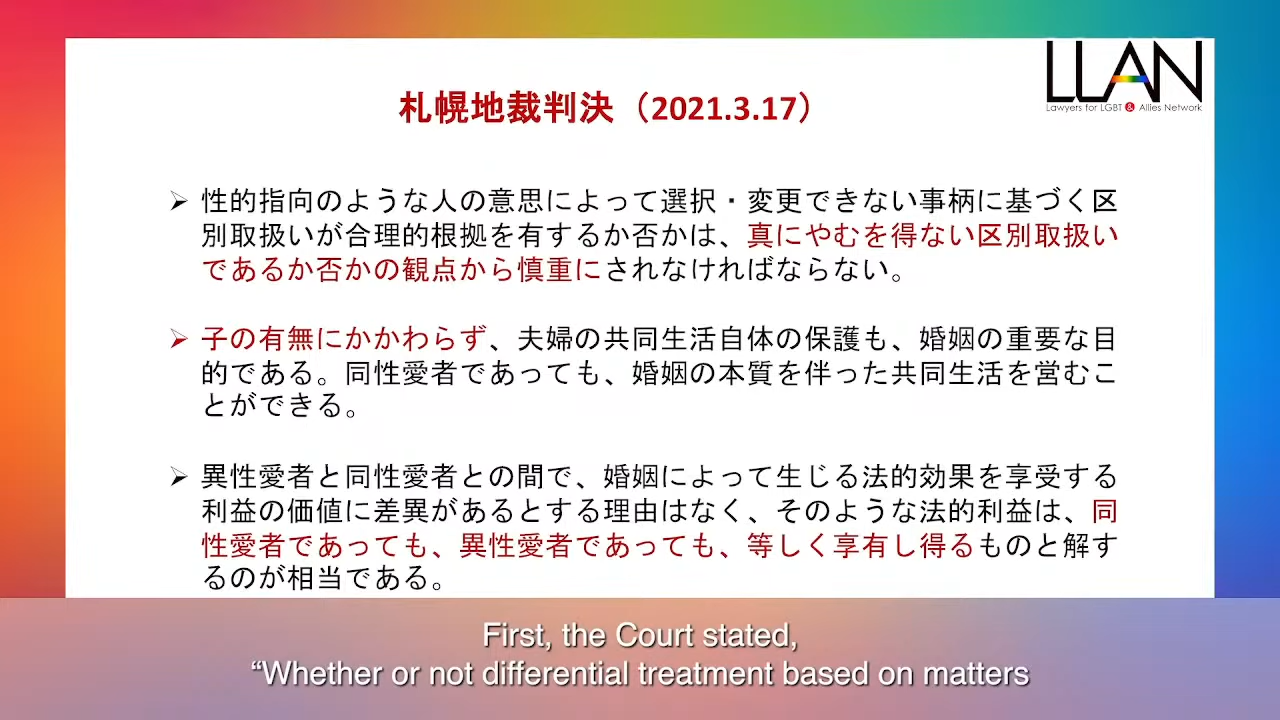 LLAN
Lawyers for LGBT & Allies Network
札幌地裁判決（2021.3.17）
➢ 性的指向のような人の意思によって選択・変更できない事柄に基づく区
別取扱いが合理的根拠を有するか否かは、真にやむを得ない区別取扱い
であるか否かの観点から慎重にされなければならない。
➢ 子の有無にかかわらず、夫婦の共同生活自体の保護も、婚姻の重要な目
的である。同性愛者であっても、婚姻の本質を伴った共同生活を営むこ
とができる。
➢ 異性愛者と同性愛者との間で、婚姻によって生じる法的効果を享受する
利益の価値に差異があるとする理由はなく、そのような法的利益は、同
性愛者であっても、異性愛者であっても、等しく享有し得るものと解す
るのが相当である。
First, the Court stated,
“Whether or not differential treatment based on matters